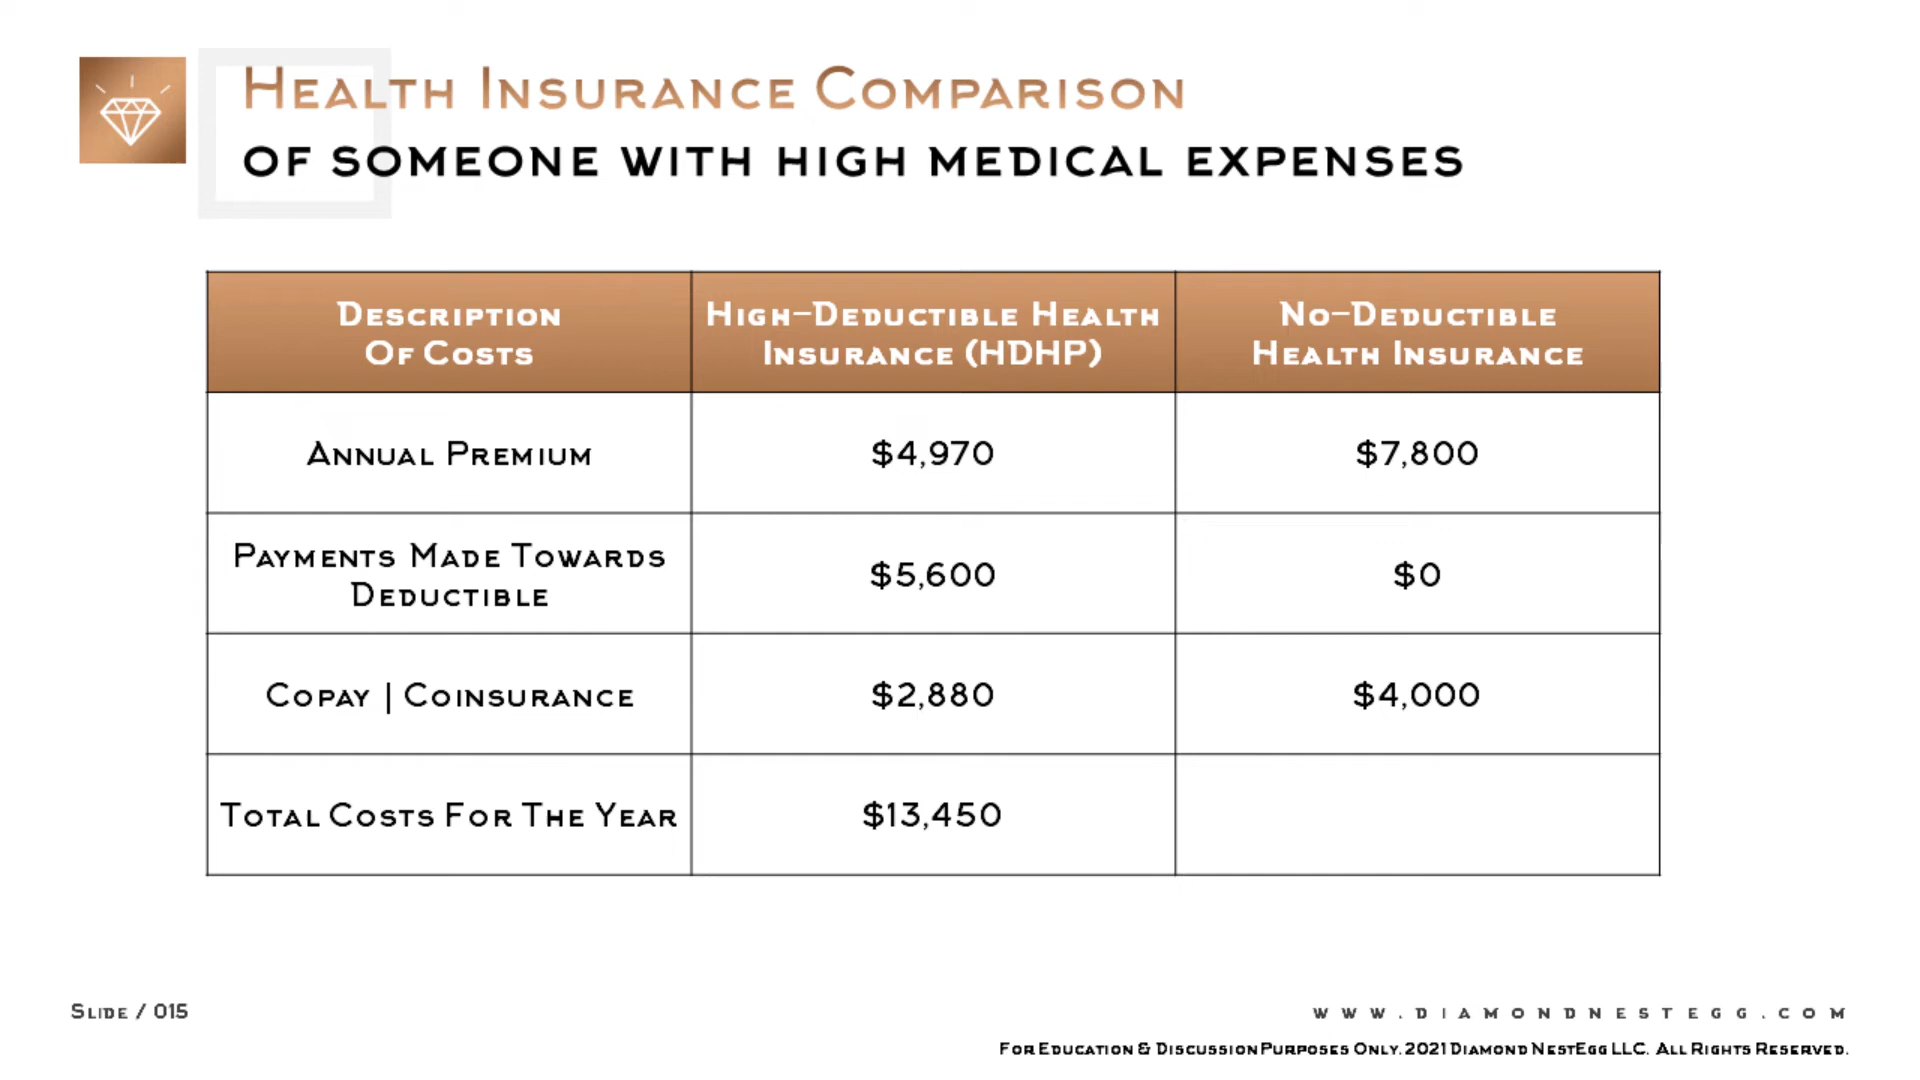 Health Insurance Comparison
of someone with high medical expenses
Description
Of Costs
High-Deductible Health
Insurance (HDHP)
No-Deductible
Health Insurance
Annual Premium
$4,970
$7,800
Payments Made Towards
Deductible
$5,600
$0
Copay | Coinsurance
$2,880
$4,000
Total Costs For The Year
$13,450
Slide / 015
www.diamondnestegg.com
For Education & Discussion Purposes Only. 2021 Diamond NestEgg LLC. All Rights Reserved.